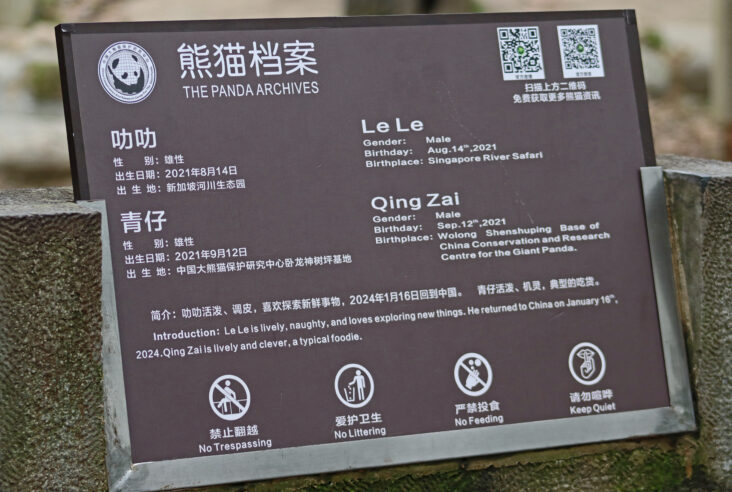 熊猫档案
THE PANDA ARCHIVES
扫描上方二维码
免费获取更多熊猫资讯
叻叻
性 别：雄性
出生日期：2021年8月14日
出 生 地：新加坡河川生态园
Le Le
Gender: Male
Birthday: Aug.14th,2021
Birthplace: Singapore River Safari
青仔
性 别：雄性
出生日期：2021年9月12日
出 生 地：中国大熊猫保护研究中心卧龙神树坪基地
Qing Zai
Gender: Male
Birthday: Sep.12th,2021
Birthplace: Wolong Shenshuping Base of
China Conservation and Research
Centre for the Giant Panda.
简介：叻叻活泼、调皮，喜欢探索新鲜事物，2024年1月16日回到中国。 青仔活泼、机灵，典型的吃货。
Introduction: Le Le is lively, naughty, and loves exploring new things. He returned to China on January 16th,
2024.Qing Zai is lively and clever, a typical foodie.
禁止翻越
No Trespassing
爱护卫生
No Littering
严禁投食
No Feeding
请勿喧哗
Keep Quiet